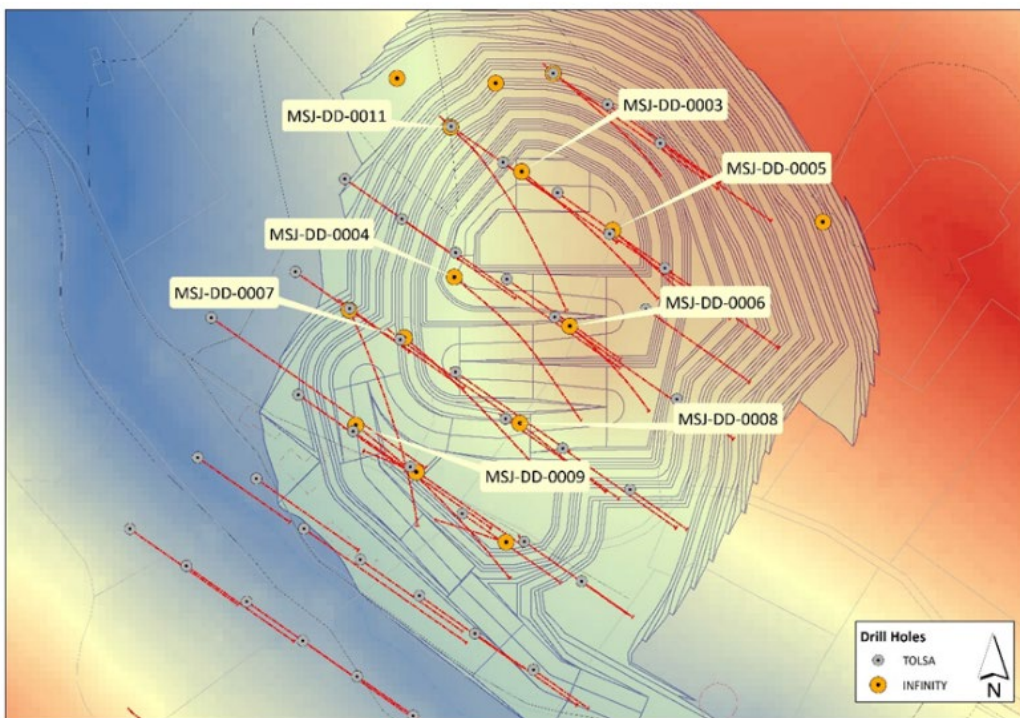 MSJ-DD-0011
MSJ-DD-0003
MSJ-DD-0005
MSJ-DD-0004
MSJ-DD-0007
MSJ-DD-0006
MSJ-DD-0008
MSJ-DD-0009
Drill Holes
TOLSA
INFINITY
N